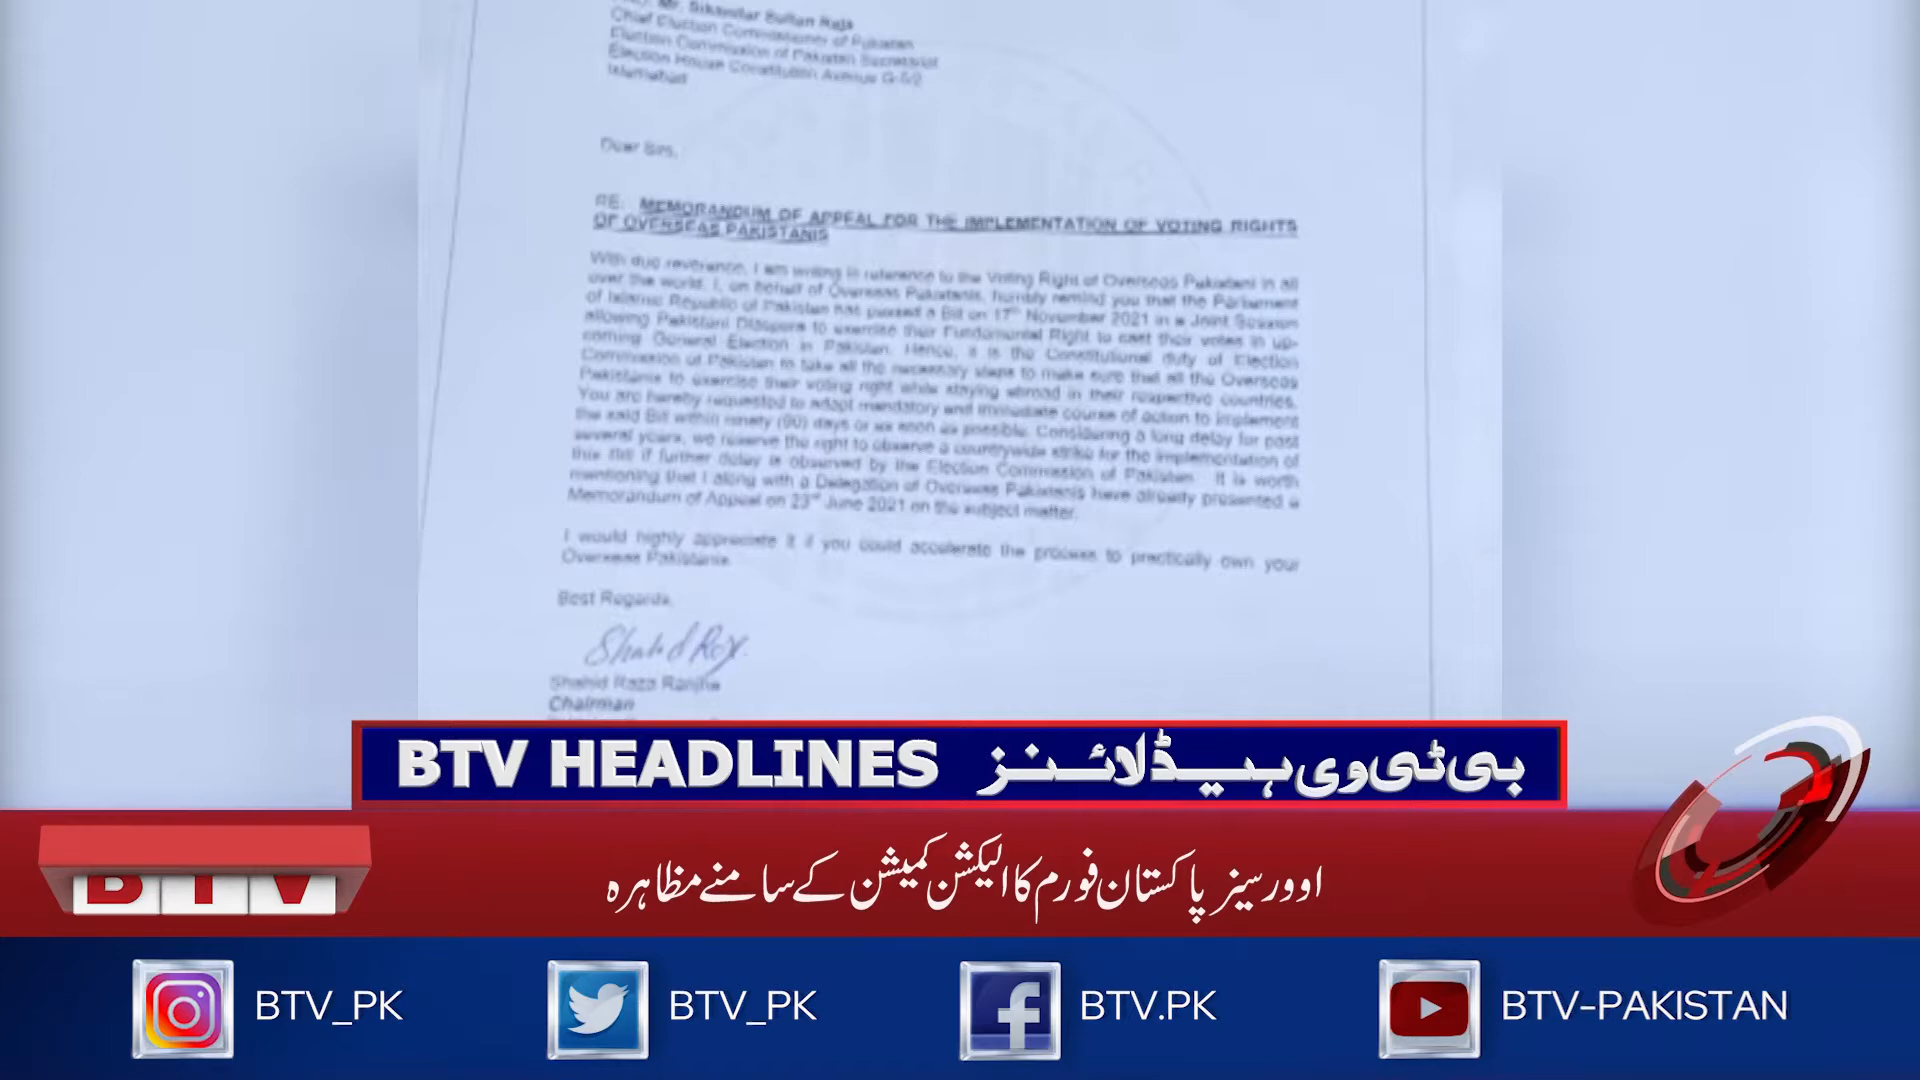 Mr. Sikandar Sultan Raja
Chief Election Commissioner of Pakistan
Election Commission of Pakistan Secretariat
Election House Constitution Avenue G-5/2
Islamabad
Dear Sirs,
RE: MEMORANDUM OF APPEAL FOR THE IMPLEMENTATION OF VOTING RIGHTS
OF OVERSEAS PAKISTANIS
With due reverence, I am writing in reference to the Voting Right of Overseas Pakistani in all
over the world. I, on behalf of Overseas Pakistanis, humbly remind you that the Parliament
of Islamic Republic of Pakistan has passed a Bill on 17th November 2021 in a Joint Session
allowing Pakistani Diaspora to exercise their Fundamental Right to cast their votes in up-
coming General Election in Pakistan. Hence, it is the Constitutional duty of Election
Commission of Pakistan to take all the necessary steps to make sure that all the Overseas
Pakistanis to exercise their voting right while staying abroad in their respective countries.
You are hereby requested to adopt mandatory and immediate course of action to implement
the said Bill within ninety (90) days or as soon as possible. Considering a long delay for past
several years, we reserve the right to observe a countrywide strike for the implementation of
this Bill if further delay is observed by the Election Commission of Pakistan. It is worth
mentioning that I along with a Delegation of Overseas Pakistanis have already presented a
Memorandum of Appeal on 23rd June 2021 on the subject matter.
I would highly appreciate it if you could accelerate the process to practically own your
Overseas Pakistanis.
Best Regards,
Shahid Raza Ranjha
Chairman
BTV HEADLINES بی ٹی وی ہیڈلائنز
BTV
اوورسیز پاکستان فورم کا الیکشن کمیشن کے سامنے مظاہرہ
BTV_PK BTV_PK BTV.PK BTV-PAKISTAN